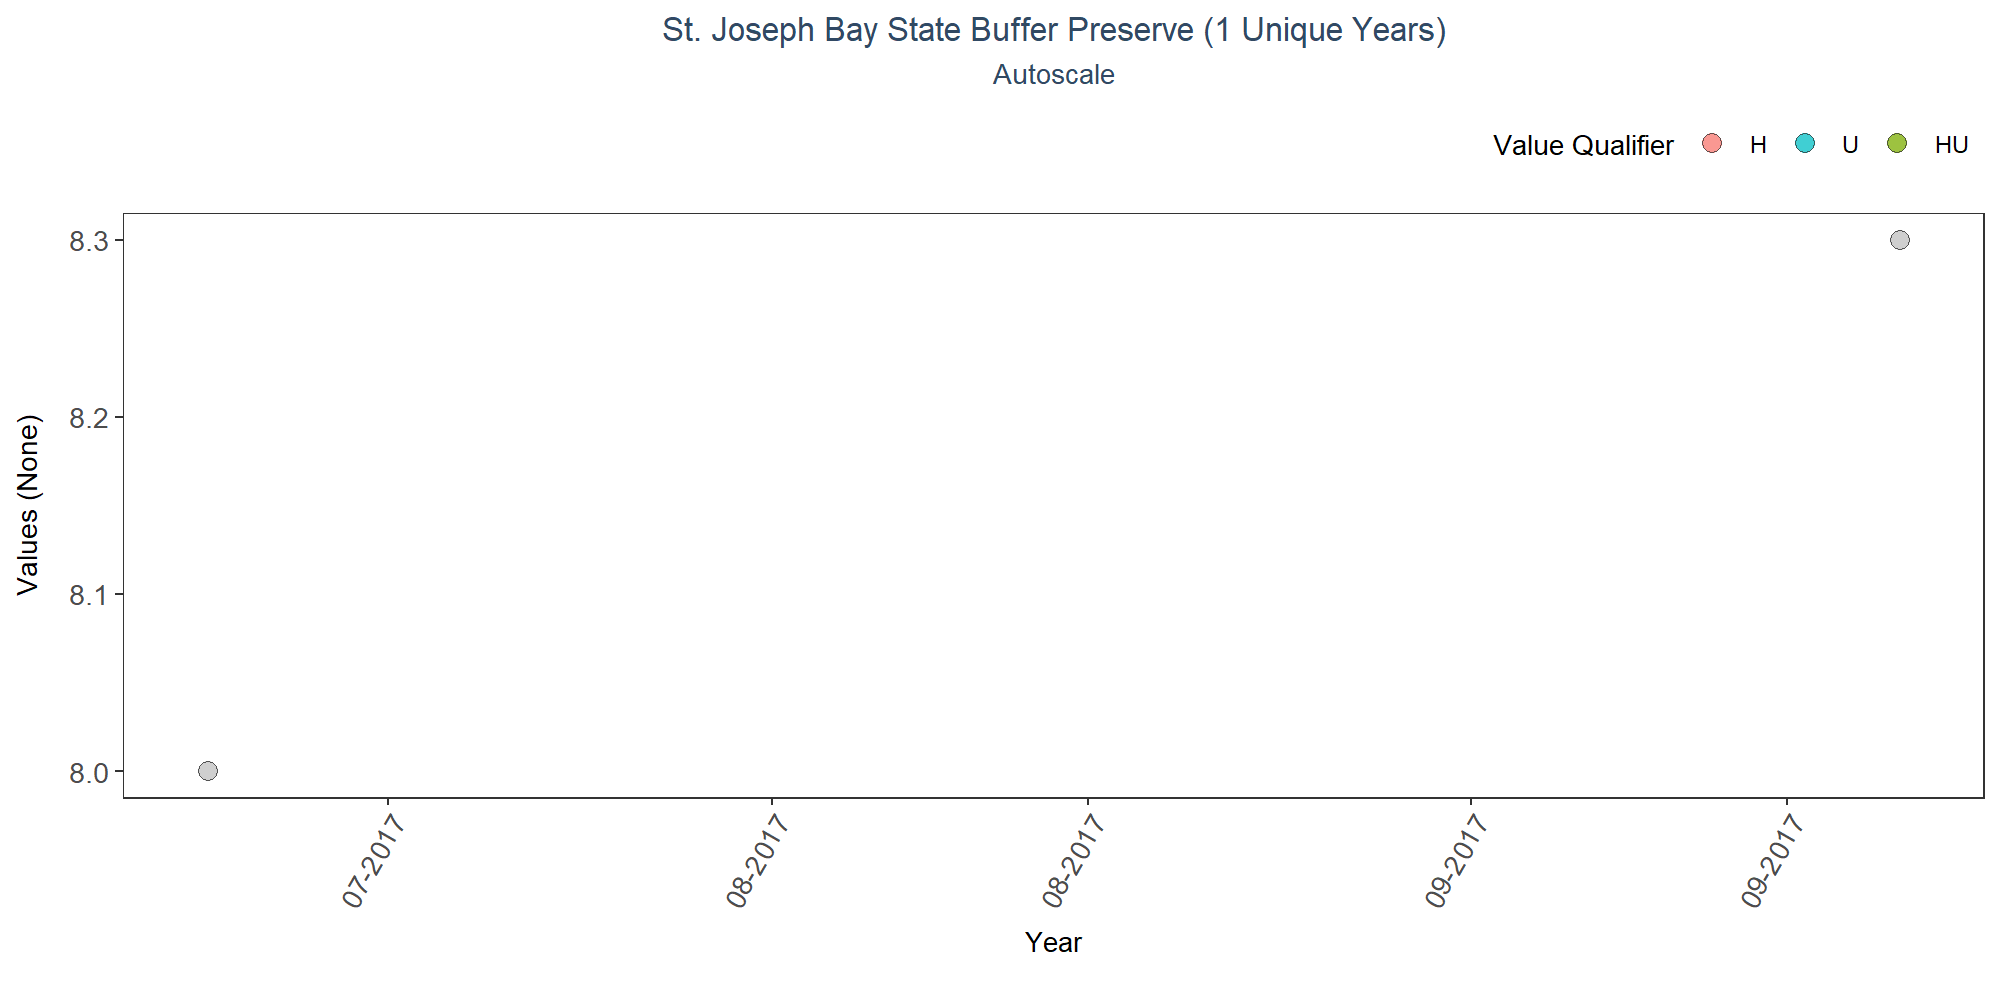 St. Joseph Bay State Buffer Preserve (1 Unique Years)
Autoscale
Value Qualifier H U HU
8.3
8.2
8.1
8.0
Values (None)
07-2017 08-2017 08-2017 09-2017 09-2017
Year